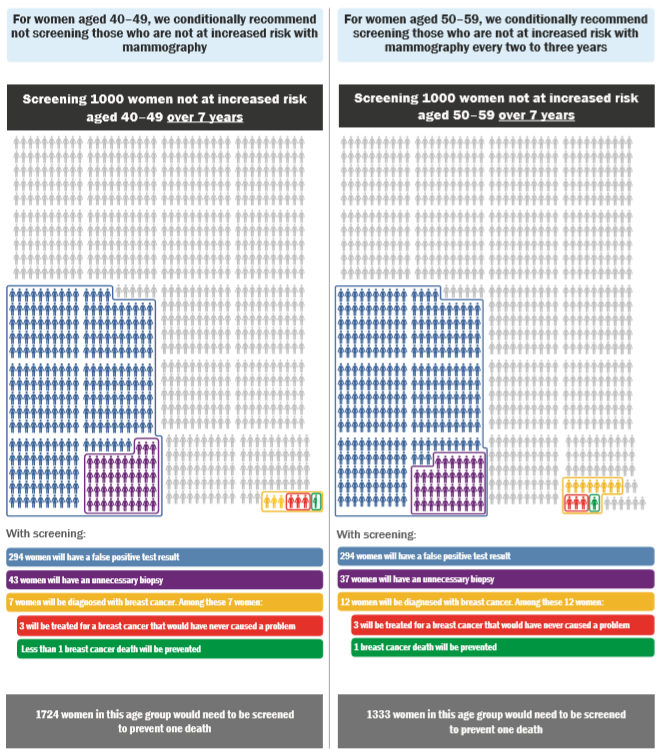 For women aged 40–49, we conditionally recommend
not screening those who are not at increased risk with
mammography
Screening 1000 women not at increased risk
aged 40–49 over 7 years
With screening:
294 women will have a false positive test result
43 women will have an unnecessary biopsy
7 women will be diagnosed with breast cancer. Among these 7 women:
3 will be treated for a breast cancer that would have never caused a problem
Less than 1 breast cancer death will be prevented
1724 women in this age group would need to be screened
to prevent one death
For women aged 50–59, we conditionally recommend
screening those who are not at increased risk with
mammography every two to three years
Screening 1000 women not at increased risk
aged 50–59 over 7 years
With screening:
294 women will have a false positive test result
37 women will have an unnecessary biopsy
12 women will be diagnosed with breast cancer. Among these 12 women:
3 will be treated for a breast cancer that would have never caused a problem
1 breast cancer death will be prevented
1333 women in this age group would need to be screened
to prevent one death